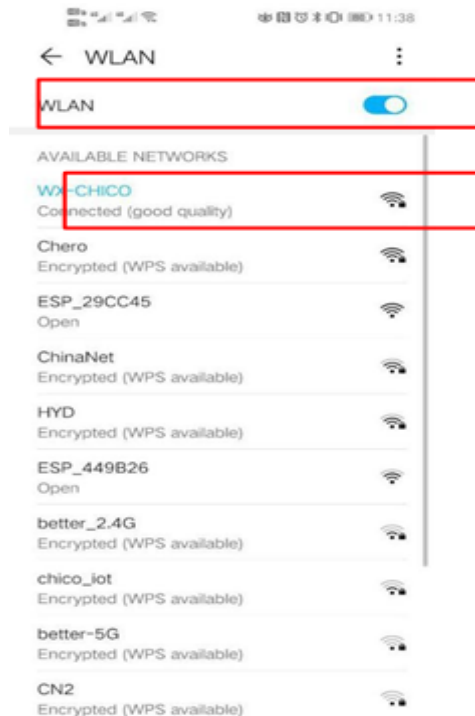 11:38
WLAN
WLAN
AVAILABLE NETWORKS
WX-CHICO
Connected (good quality)
Chero
Encrypted (WPS available)
ESP_29CC45
Open
ChinaNet
Encrypted (WPS available)
HYD
Encrypted (WPS available)
ESP_449B26
Open
better_2.4G
Encrypted (WPS available)
chico_iot
Encrypted (WPS available)
better-5G
Encrypted (WPS available)
CN2
Encrypted (WPS available)